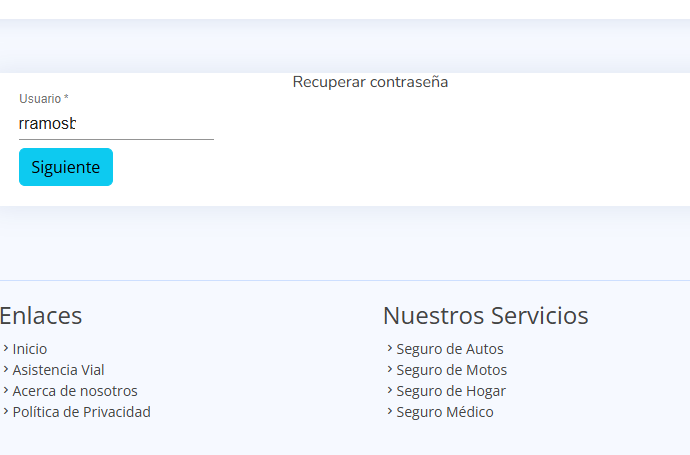 Recuperar contraseña
Usuario *
rramosb
Siguiente
Enlaces
Inicio
Asistencia Vial
Acerca de nosotros
Política de Privacidad
Nuestros Servicios
Seguro de Autos
Seguro de Motos
Seguro de Hogar
Seguro Médico